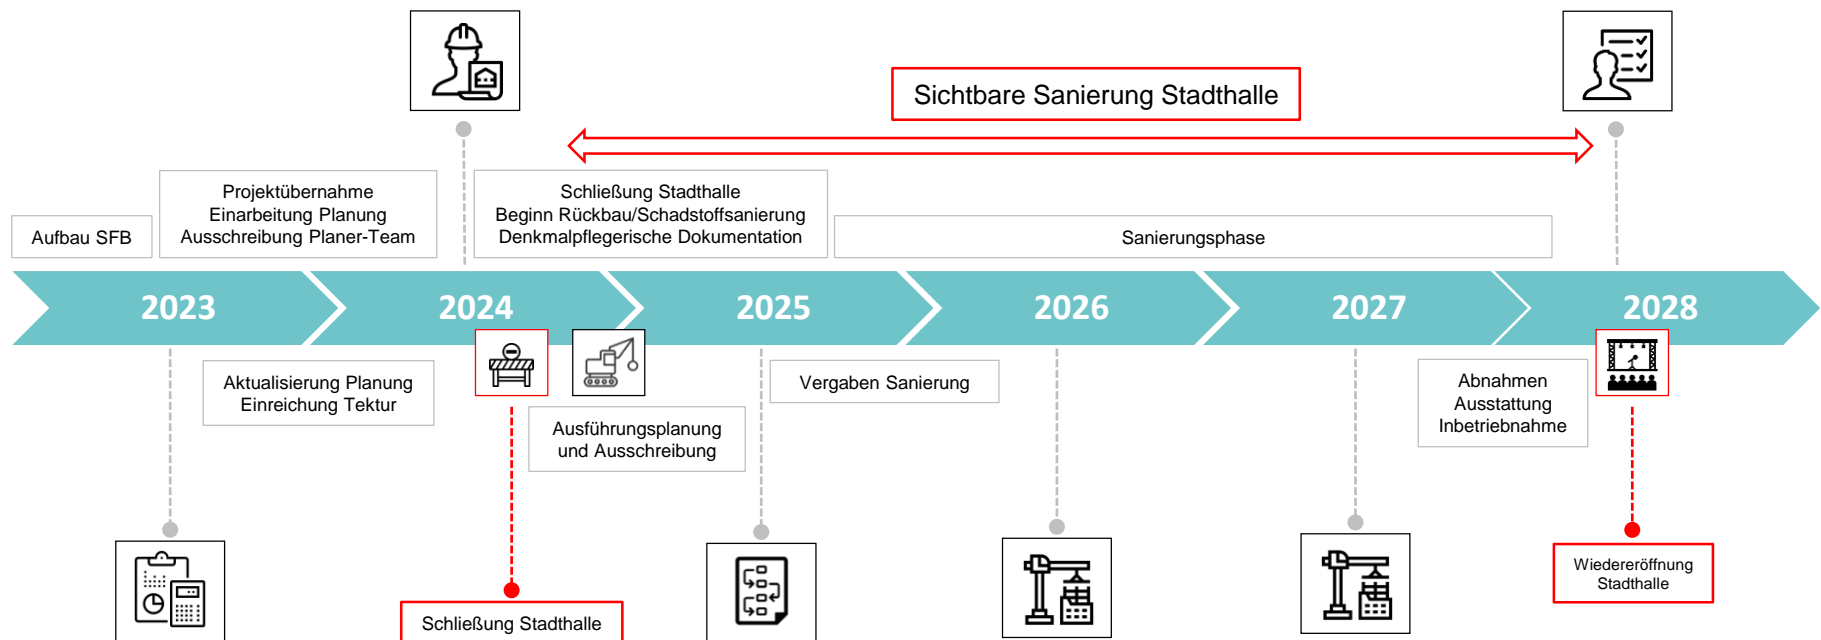 Sichtbare Sanierung Stadthalle
Aufbau SFB
Projektübernahme
Einarbeitung Planung
Ausschreibung Planer-Team
Schließung Stadthalle
Beginn Rückbau/Schadstoffsanierung
Denkmalpflegerische Dokumentation
Sanierungsphase
2023
2024
2025
2026
2027
2028
Aktualisierung Planung
Einreichung Tektur
Ausführungsplanung
und Ausschreibung
Vergaben Sanierung
Abnahmen
Ausstattung
Inbetriebnahme
Schließung Stadthalle
Wiedereröffnung
Stadthalle